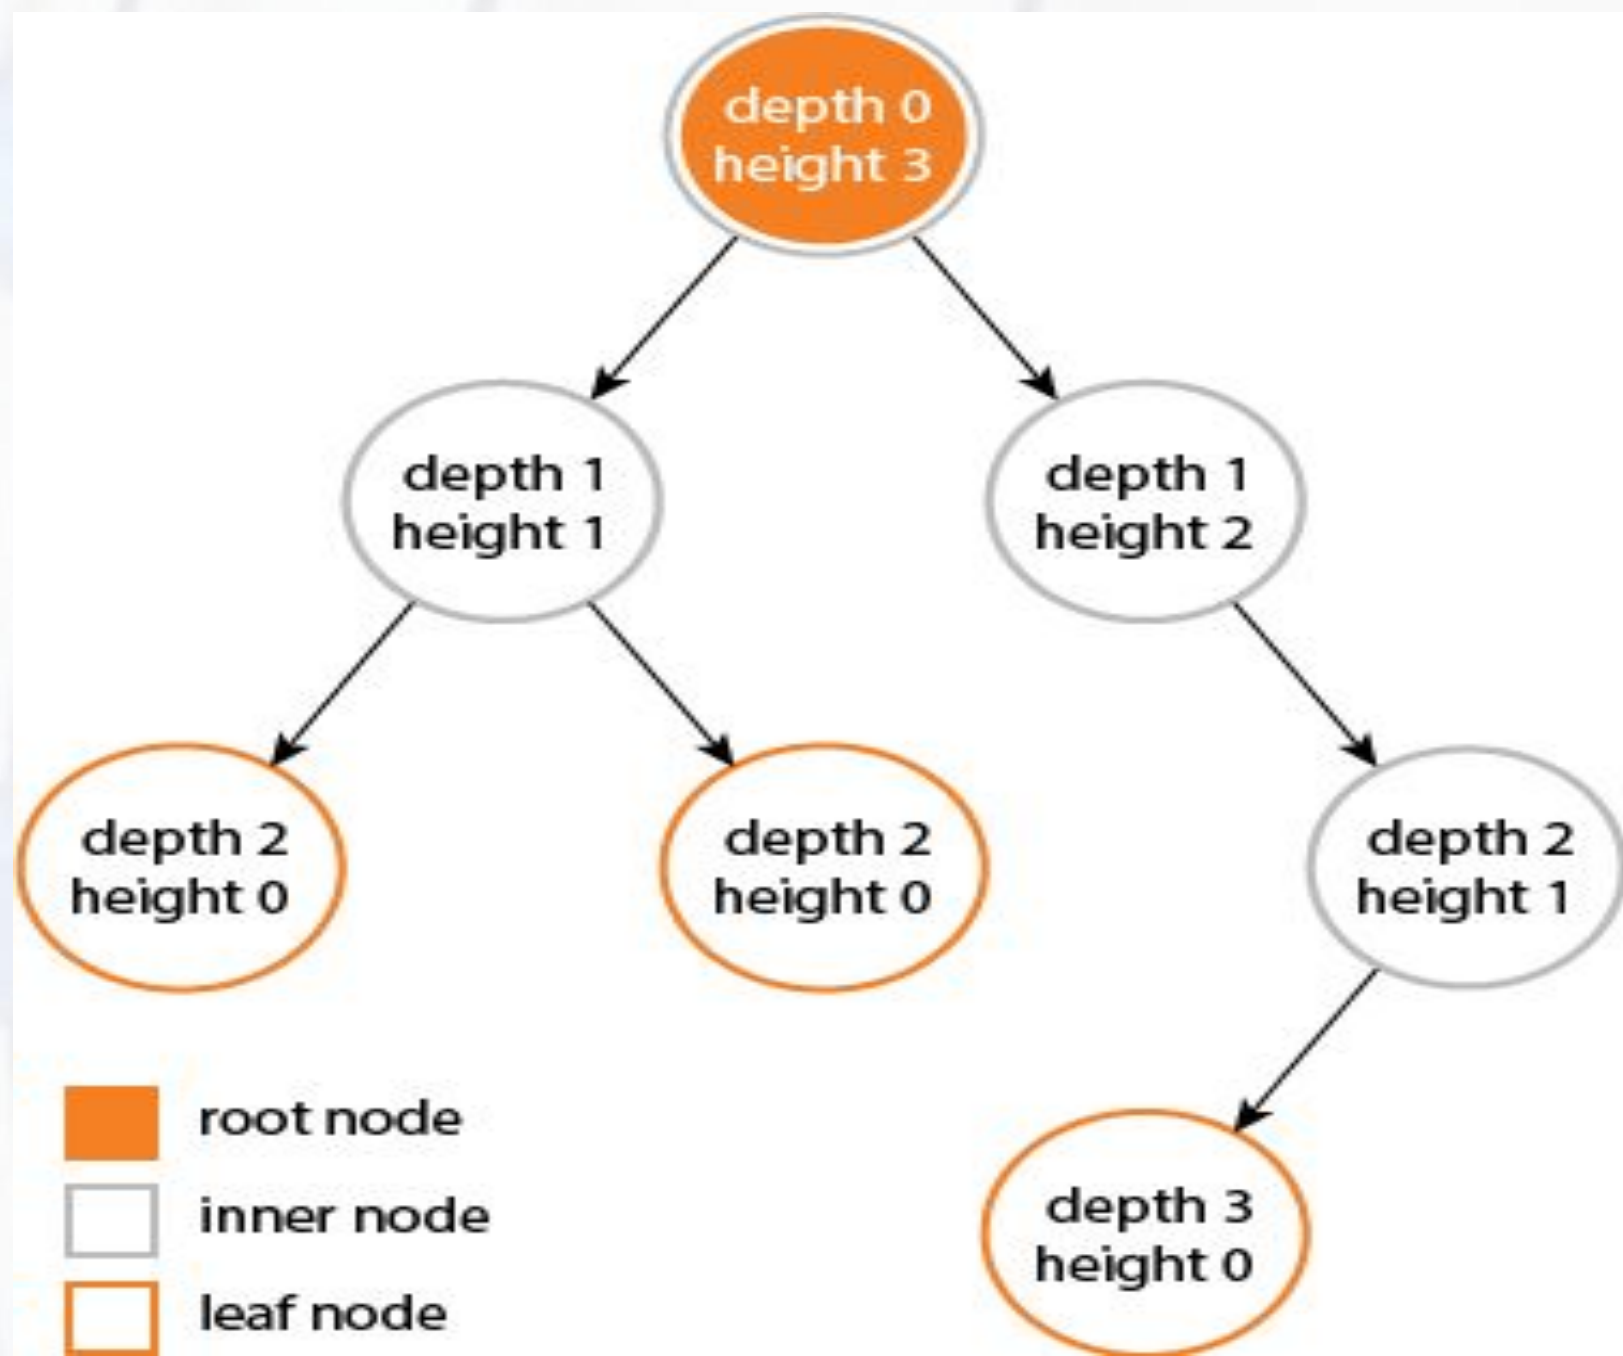 depth 0
height 3
depth 1
height 1
depth 1
height 2
depth 2
height 0
depth 2
height 0
depth 2
height 1
depth 3
height 0
root node
inner node
leaf node